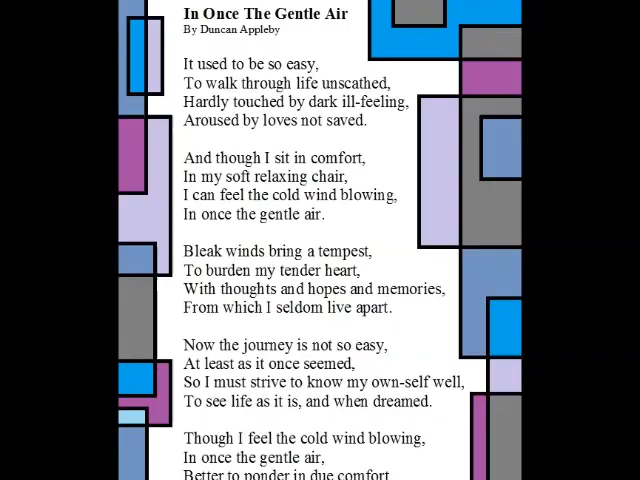 In Once The Gentle Air
By Duncan Appleby
It used to be so easy,
To walk through life unscathed,
Hardly touched by dark ill-feeling,
Aroused by loves not saved.
And though I sit in comfort,
In my soft relaxing chair,
I can feel the cold wind blowing,
In once the gentle air.
Bleak winds bring a tempest,
To burden my tender heart,
With thoughts and hopes and memories,
From which I seldom live apart.
Now the journey is not so easy,
At least as it once seemed,
So I must strive to know my own-self well,
To see life as it is, and when dreamed.
Though I feel the cold wind blowing,
In once the gentle air,
Better to ponder in due comfort